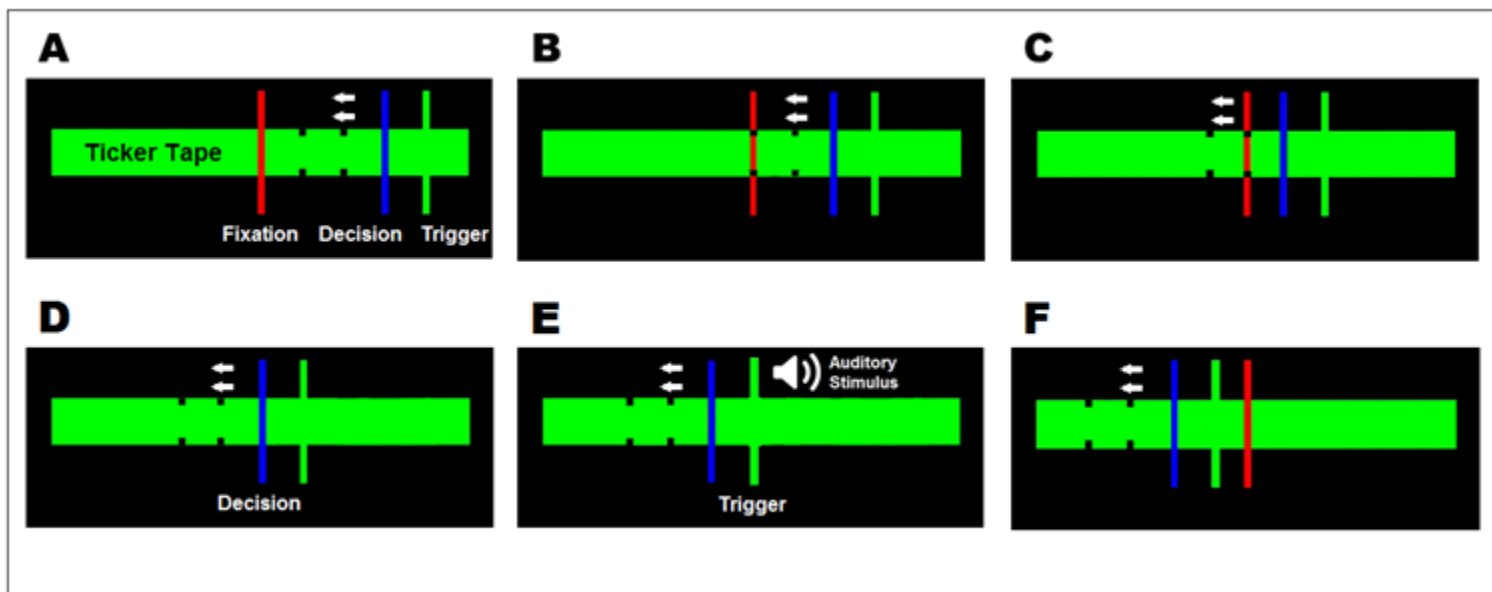 A
B
C
Ticker Tape
Fixation Decision Trigger
D
E
F
Auditory
Stimulus
Decision
Trigger